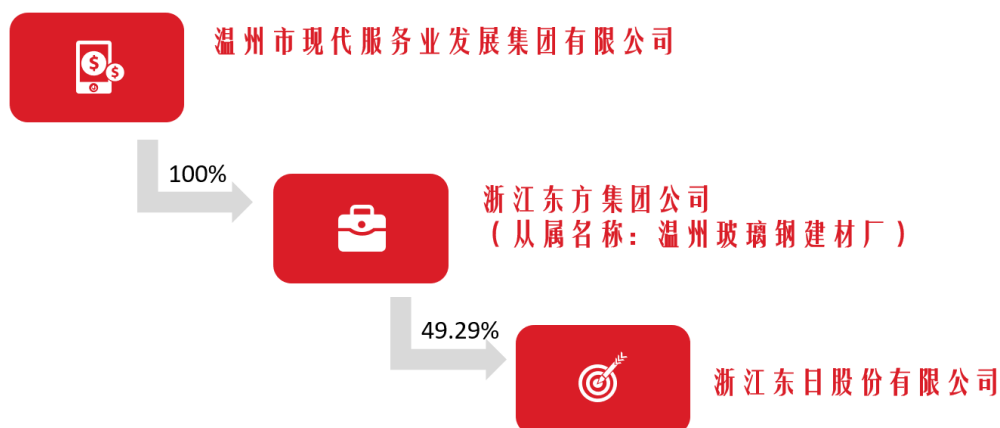 温州市现代服务业发展集团有限公司
100%
浙江东方集团公司
（从属名称：温州玻璃钢建材厂）
49.29%
浙江东日股份有限公司